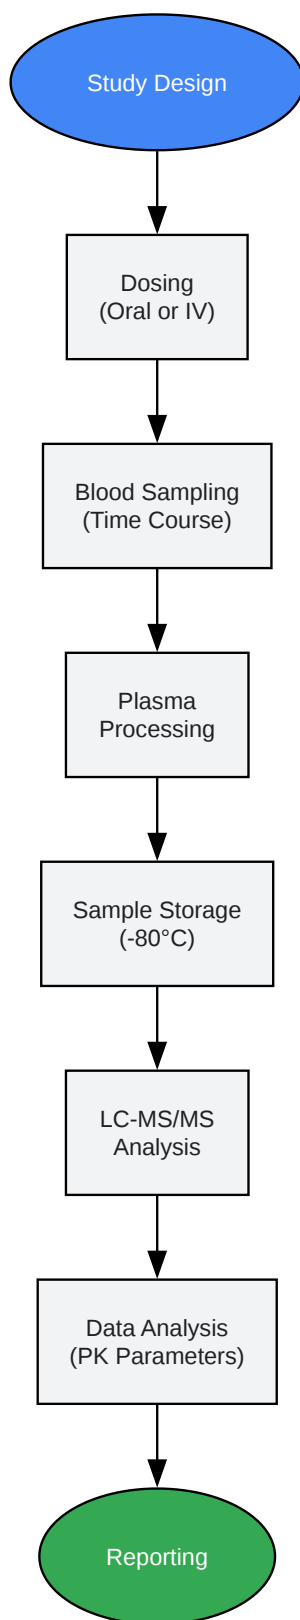 Study Design
Dosing
(Oral or IV)
Blood Sampling
(Time Course)
Plasma
Processing
Sample Storage
(-80°C)
LC-MS/MS
Analysis
Data Analysis
(PK Parameters)
Reporting